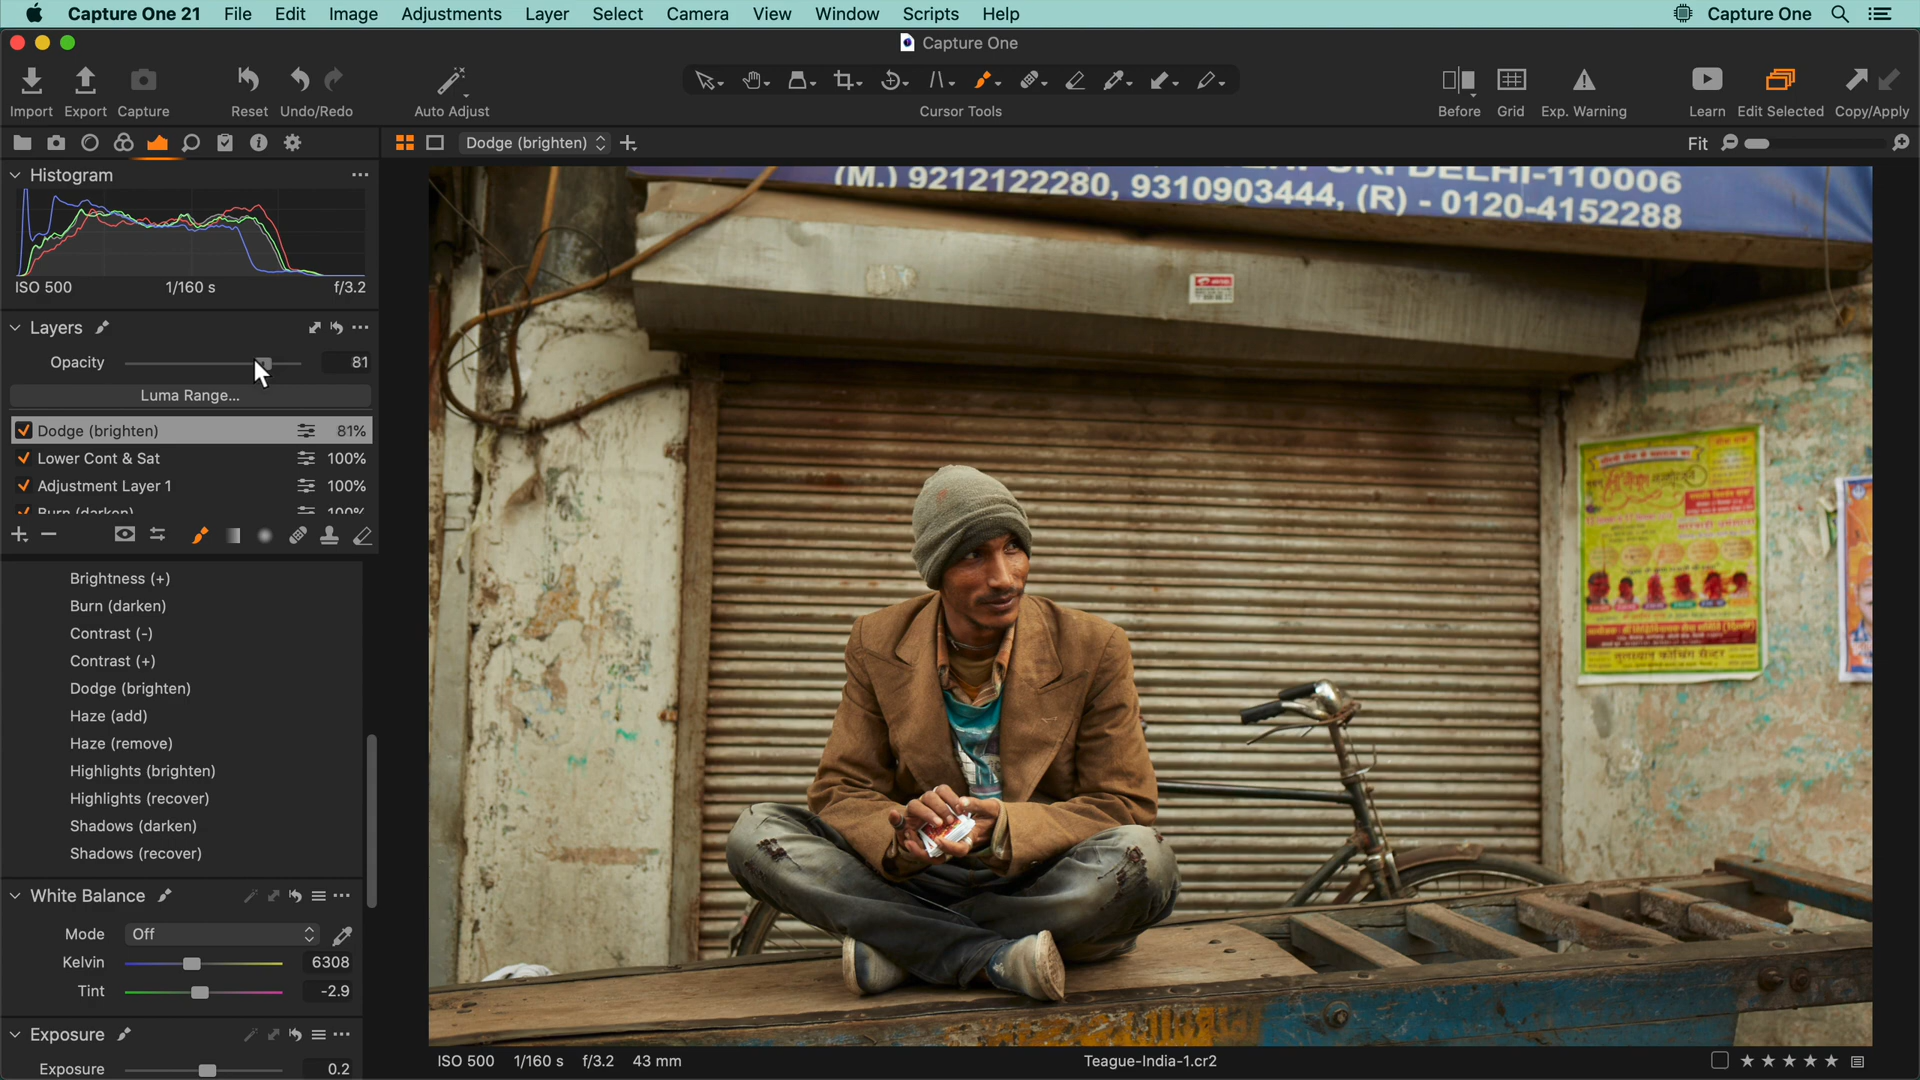 Capture One 21 File Edit Image Adjustments Layer Select Camera View Window Scripts Help Capture One
Capture One
Import Export Capture Reset Undo/Redo Auto Adjust Cursor Tools Before Grid Exp. Warning Learn Edit Selected Copy/Apply
Dodge (brighten) Fit
Histogram
ISO 500 1/160 s f/3.2
Layers
Opacity 81
Luma Range...
Dodge (brighten) 81%
Lower Cont & Sat 100%
Adjustment Layer 1 100%
Burn (darken) 100%
Brightness (+)
Burn (darken)
Contrast (-)
Contrast (+)
Dodge (brighten)
Haze (add)
Haze (remove)
Highlights (brighten)
Highlights (recover)
Shadows (darken)
Shadows (recover)
White Balance
Mode Off
Kelvin 6308
Tint -2.9
Exposure
Exposure 0.2
DELHI-110006
(M.) 9212122280, 9310903444, (R) - 0120-4152288
ISO 500 1/160 s f/3.2 43 mm Teague-India-1.cr2